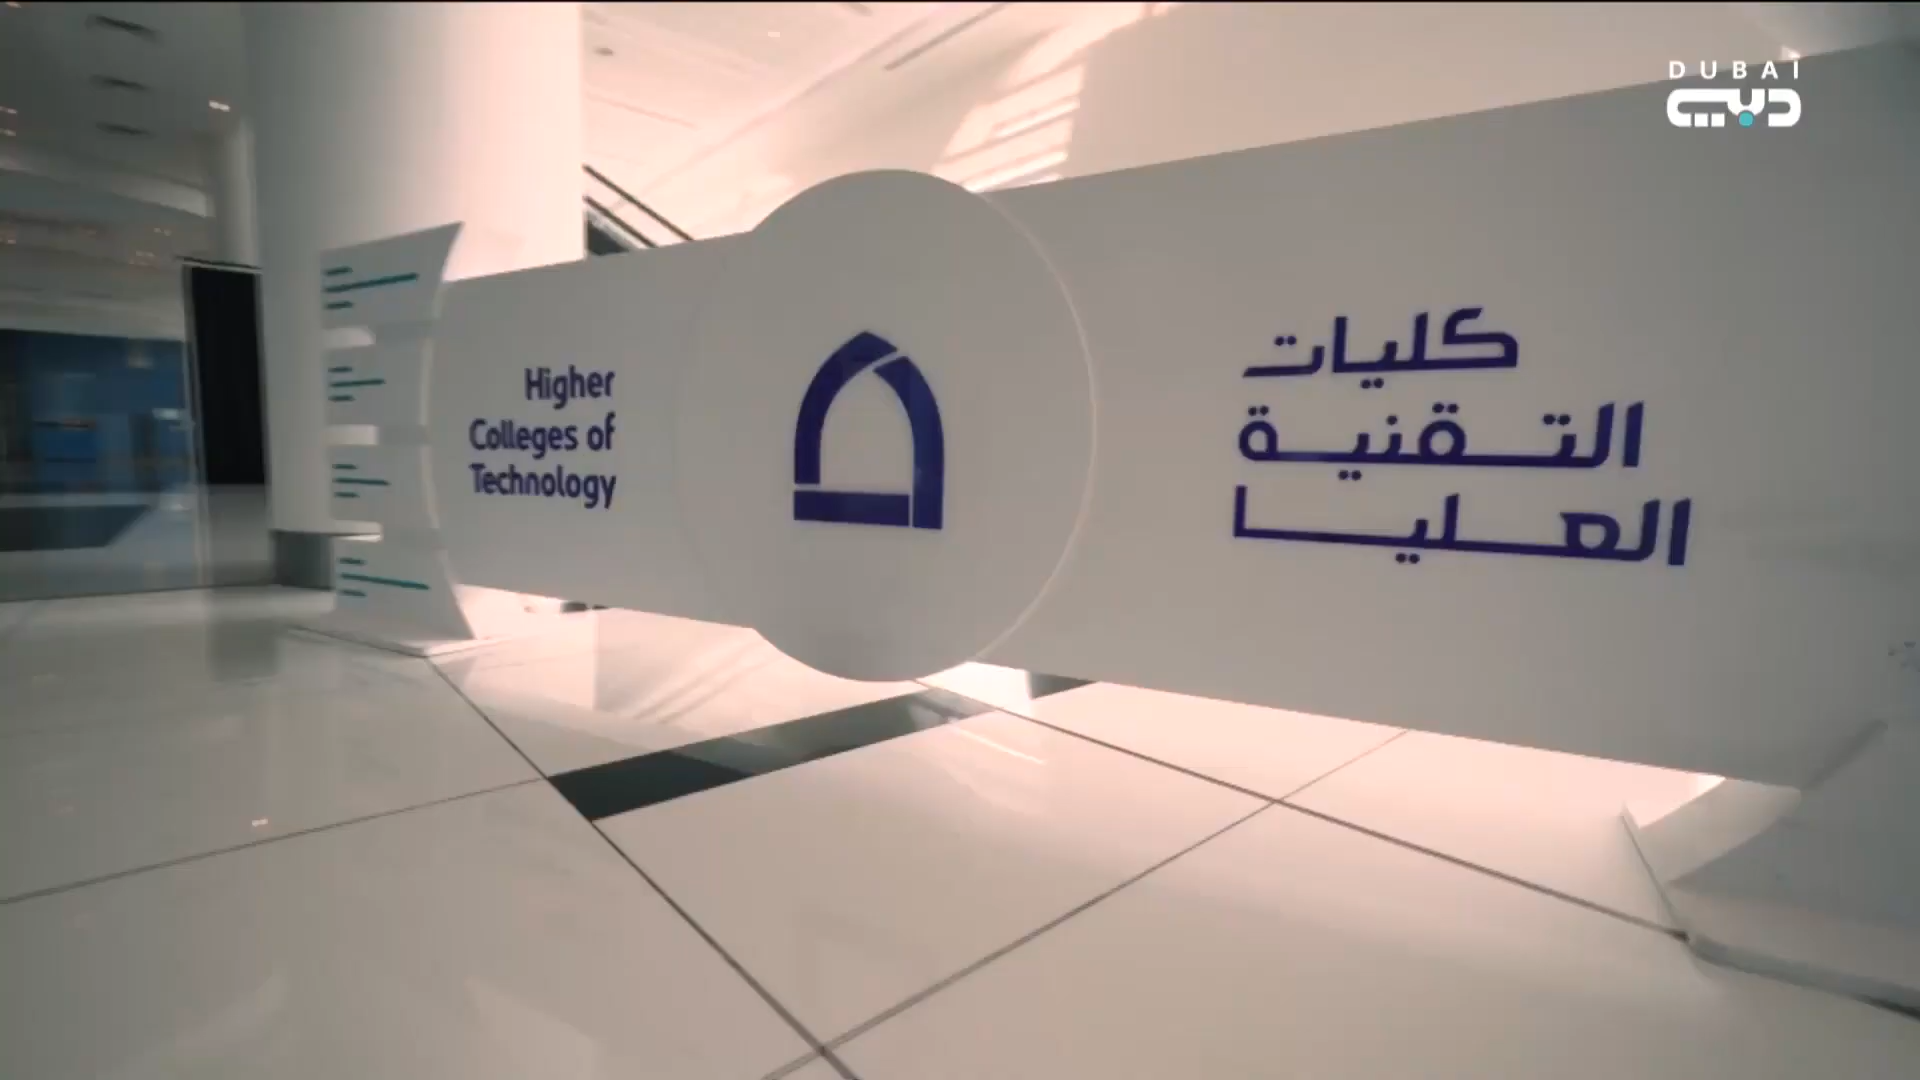 DUBAI
دبي
Higher
Colleges of
Technology
كليات
التقنية
العليا